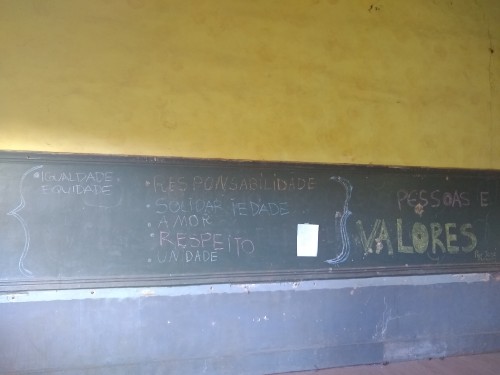 • IGUALDADE
EQUIDADE
• RESPONSABILIDADE
• SOLIDARIEDADE
• AMOR
• RESPEITO
• UNIDADE
PESSOAS E
VALORES